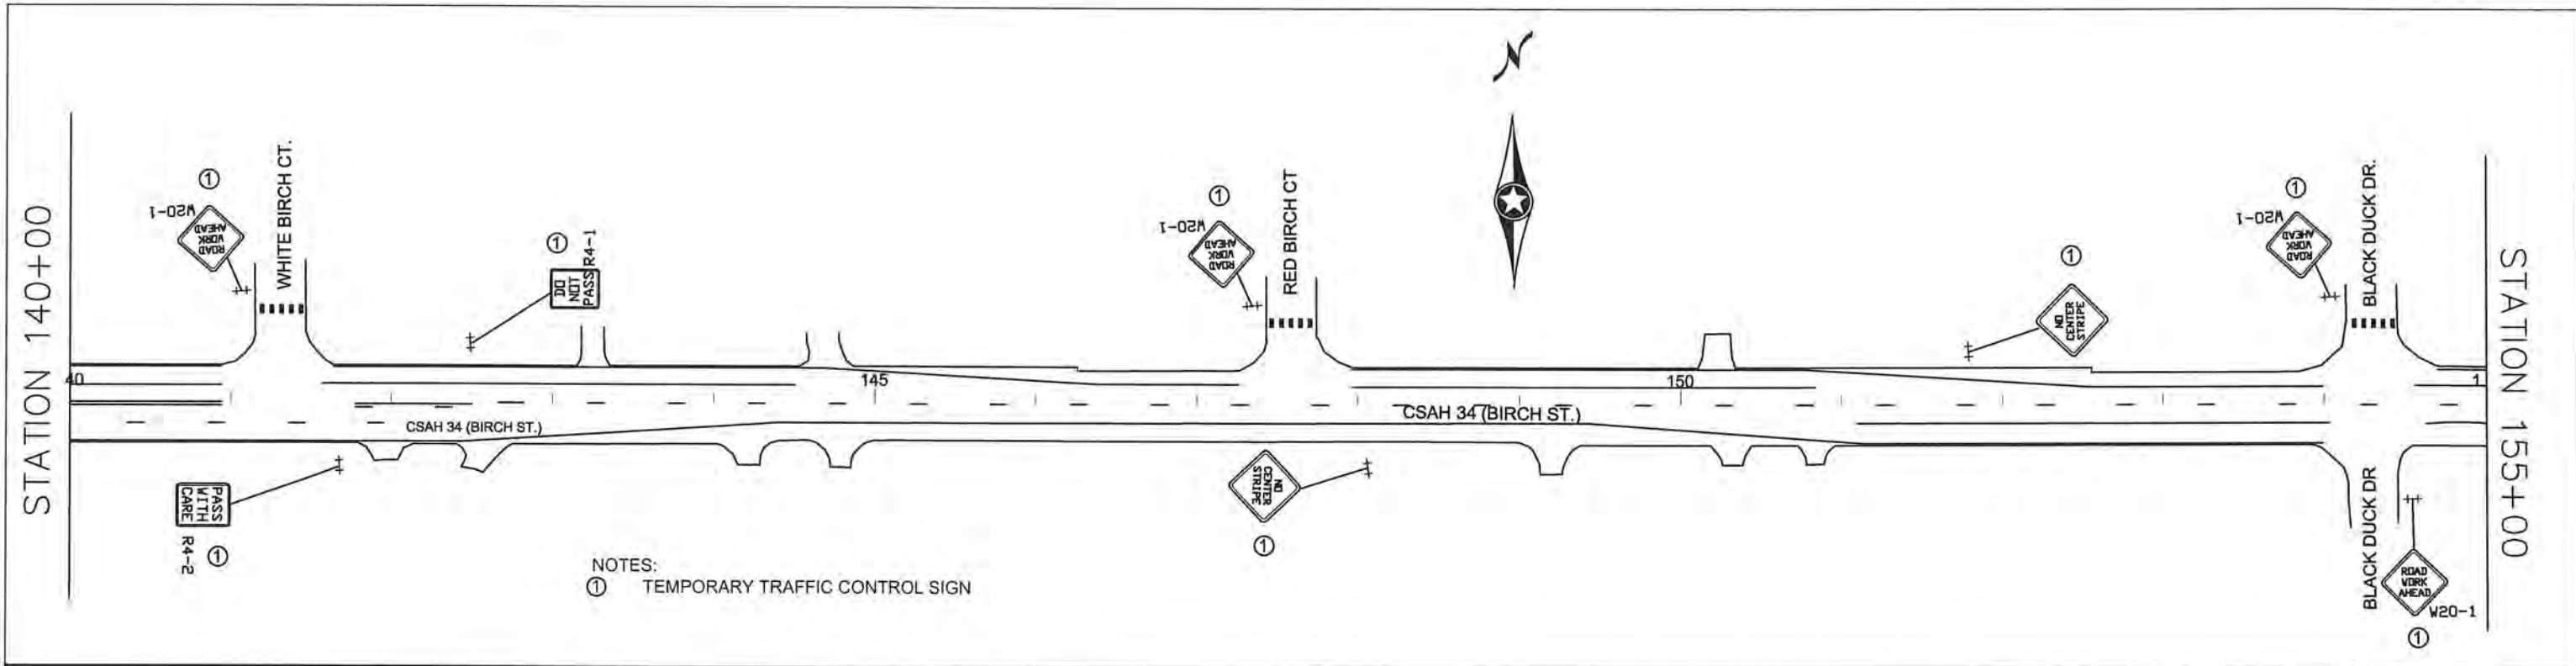 STATION 140+00
N
①
W20-1
ROAD
WORK
AHEAD
WHITE BIRCH CT.
①
DO
NOT
PASS
R4-1
①
W20-1
ROAD
WORK
AHEAD
RED BIRCH CT
①
NO
CENTER
STRIPE
①
W20-1
ROAD
WORK
AHEAD
BLACK DUCK DR.
STATION 155+00
40
145
150
1
CSAH 34 (BIRCH ST.)
CSAH 34 (BIRCH ST.)
PASS
WITH
CARE
R4-2
①
NO
CENTER
STRIPE
①
BLACK DUCK DR
ROAD
WORK
AHEAD
W20-1
①
NOTES:
① TEMPORARY TRAFFIC CONTROL SIGN